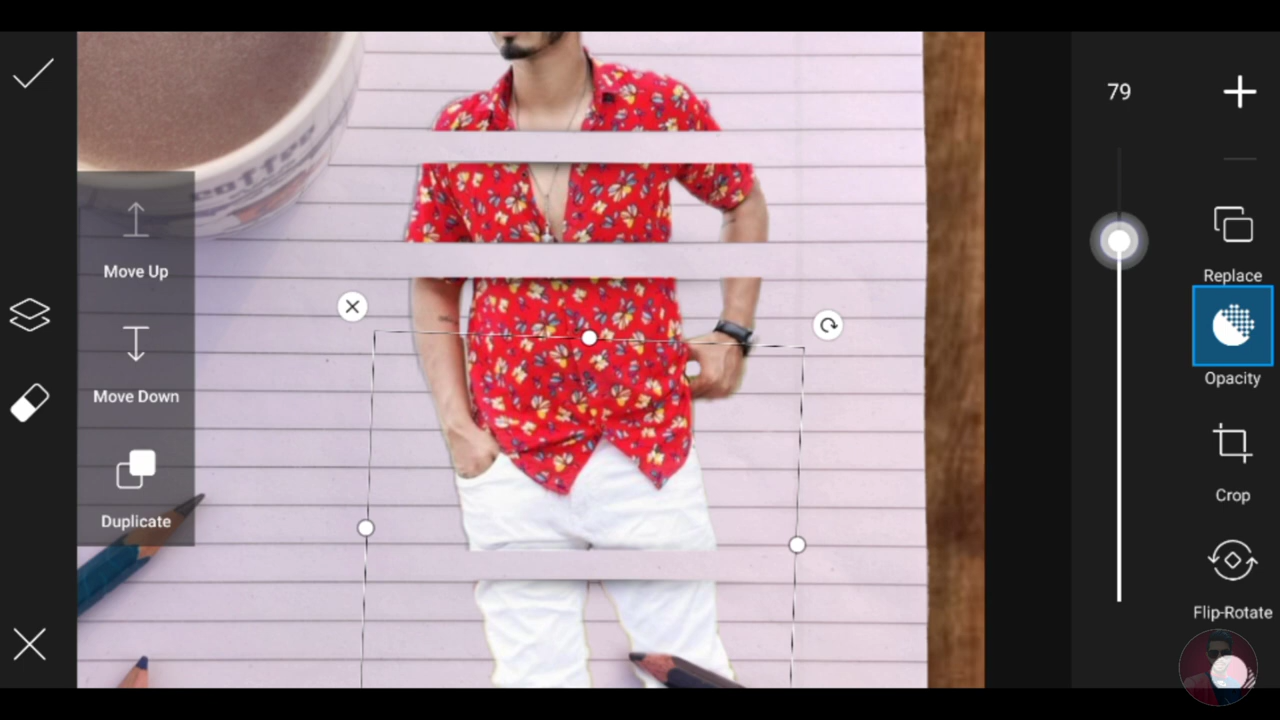 79
Move Up
Replace
Opacity
Move Down
Crop
Duplicate
Flip-Rotate
coffee